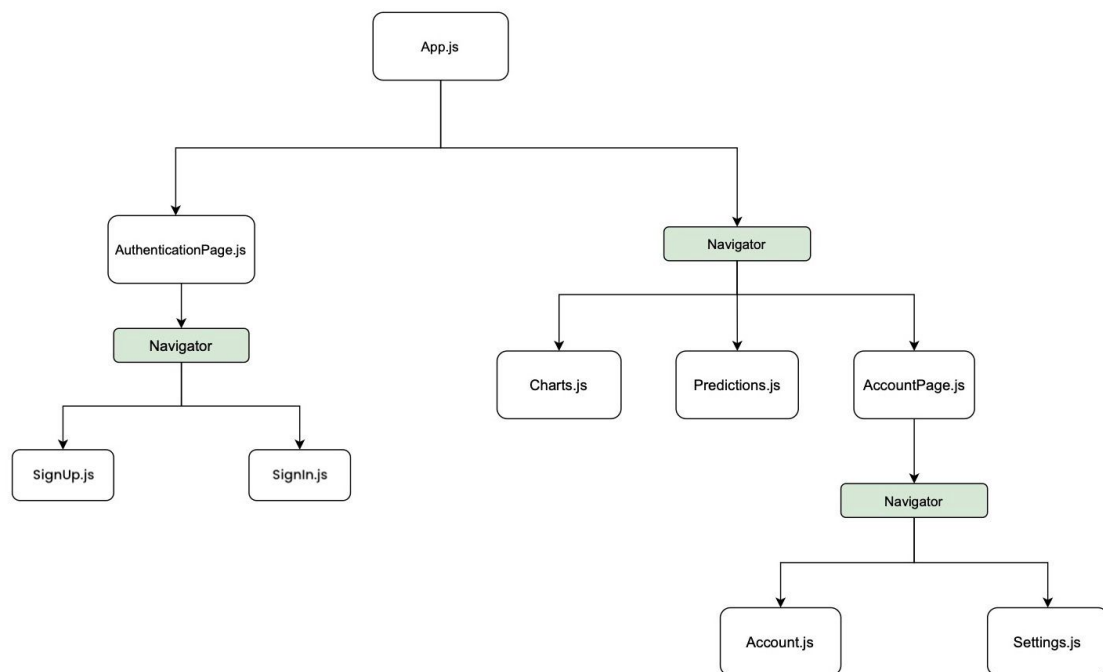 App.js
AuthenticationPage.js
Navigator
Navigator
Charts.js
Predictions.js
AccountPage.js
SignUp.js
SignIn.js
Navigator
Account.js
Settings.js